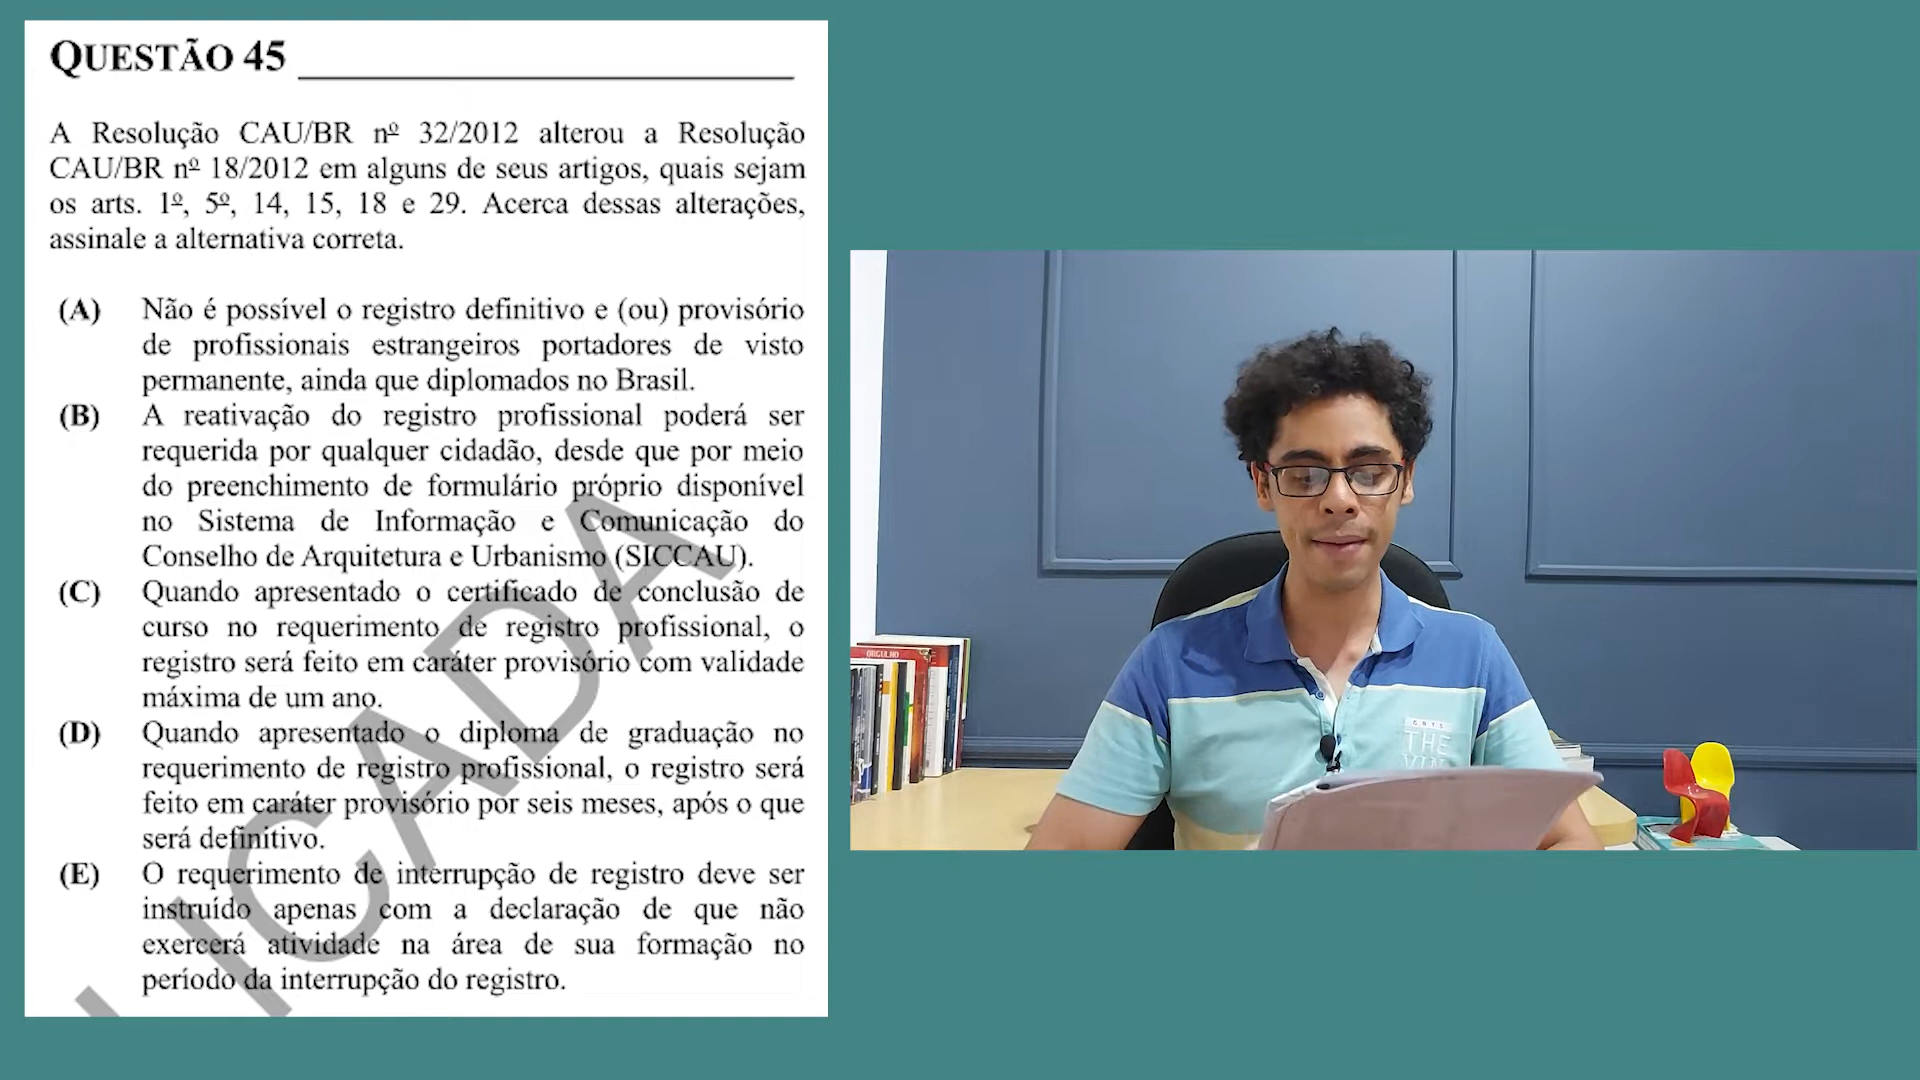 QUESTÃO 45
A Resolução CAU/BR nº 32/2012 alterou a Resolução
CAU/BR nº 18/2012 em alguns de seus artigos, quais sejam
os arts. 1º, 5º, 14, 15, 18 e 29. Acerca dessas alterações,
assinale a alternativa correta.
(A) Não é possível o registro definitivo e (ou) provisório
de profissionais estrangeiros portadores de visto
permanente, ainda que diplomados no Brasil.
(B) A reativação do registro profissional poderá ser
requerida por qualquer cidadão, desde que por meio
do preenchimento de formulário próprio disponível
no Sistema de Informação e Comunicação do
Conselho de Arquitetura e Urbanismo (SICCAU).
(C) Quando apresentado o certificado de conclusão de
curso no requerimento de registro profissional, o
registro será feito em caráter provisório com validade
máxima de um ano.
(D) Quando apresentado o diploma de graduação no
requerimento de registro profissional, o registro será
feito em caráter provisório por seis meses, após o que
será definitivo.
(E) O requerimento de interrupção de registro deve ser
instruído apenas com a declaração de que não
exercerá atividade na área de sua formação no
período da interrupção do registro.
LICADA
ORGULHO
THE